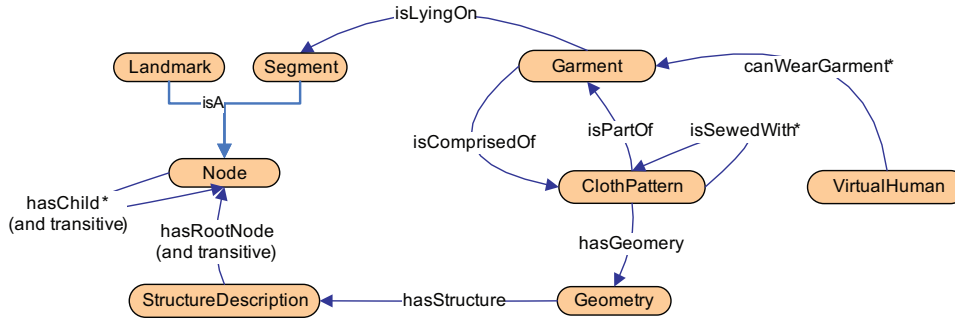 isLyingOn
Landmark
Segment
Garment
canWearGarment*
isA
isComprisedOf
isPartOf
isSewedWith*
Node
ClothPattern
VirtualHuman
hasChild*
(and transitive)
hasRootNode
(and transitive)
hasGeomery
StructureDescription
hasStructure
Geometry